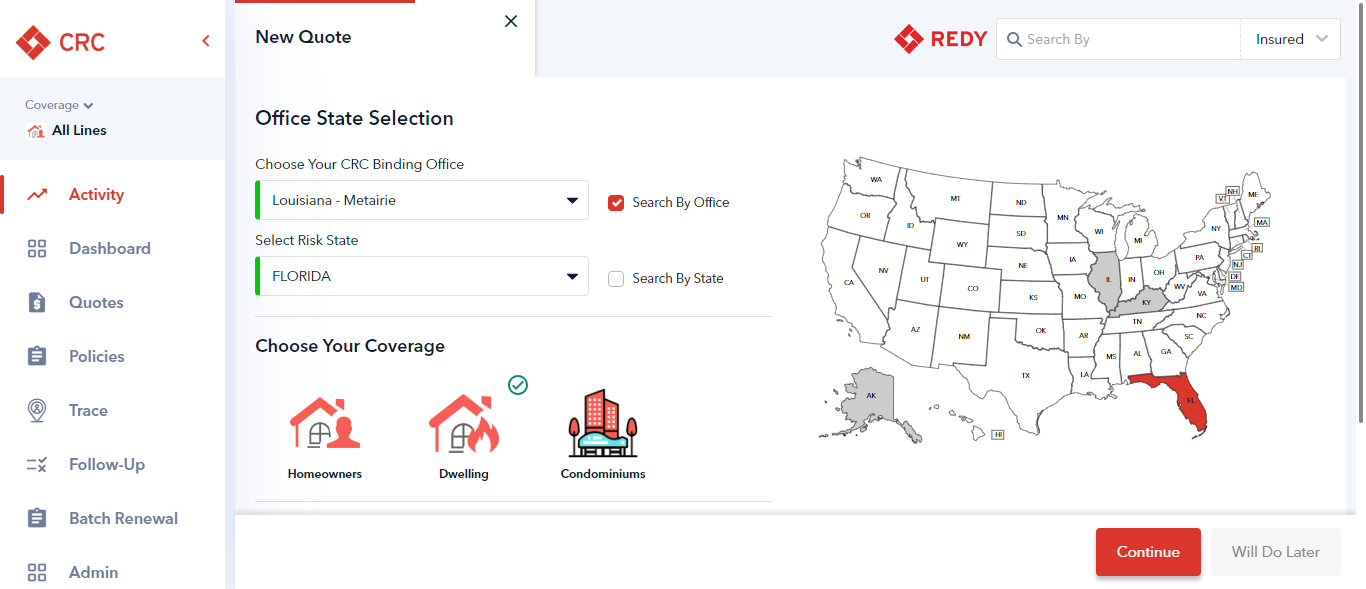 CRC
Coverage
All Lines
Activity
Dashboard
Quotes
Policies
Trace
Follow-Up
Batch Renewal
Admin
New Quote
REDY
Search By
Insured
Office State Selection
Choose Your CRC Binding Office
Louisiana - Metairie
Search By Office
Select Risk State
FLORIDA
Search By State
Choose Your Coverage
Homeowners
Dwelling
Condominiums
WA
OR
CA
ID
NV
MT
WY
UT
AZ
CO
NM
ND
SD
NE
KS
OK
TX
MN
IA
MO
AR
LA
WI
IL
MI
IN
OH
KY
TN
MS
AL
GA
FL
SC
NC
VA
WV
PA
NY
VT
NH
ME
MA
RI
CT
NJ
DE
MD
AK
HI
Continue
Will Do Later